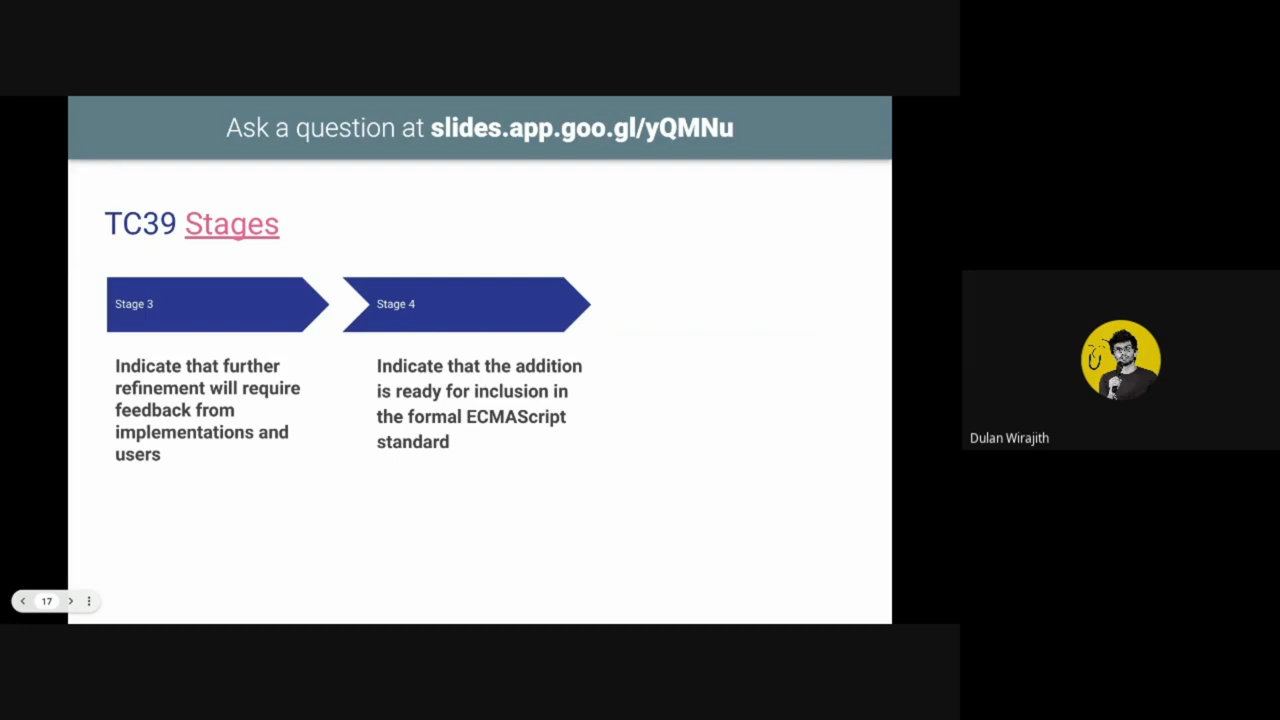 Ask a question at slides.app.goo.gl/yQMNu
TC39 Stages
Stage 3
Stage 4
Indicate that further
refinement will require
feedback from
implementations and
users
Indicate that the addition
is ready for inclusion in
the formal ECMAScript
standard
17
Dulan Wirajith